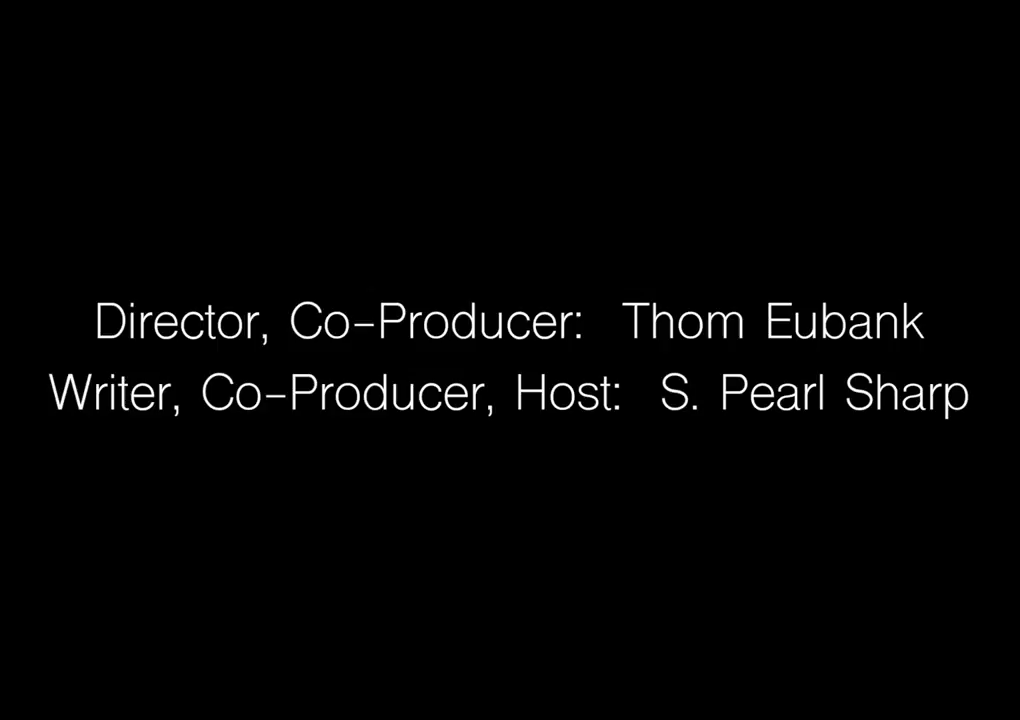 Director, Co-Producer: Thom Eubank
Writer, Co-Producer, Host: S. Pearl Sharp